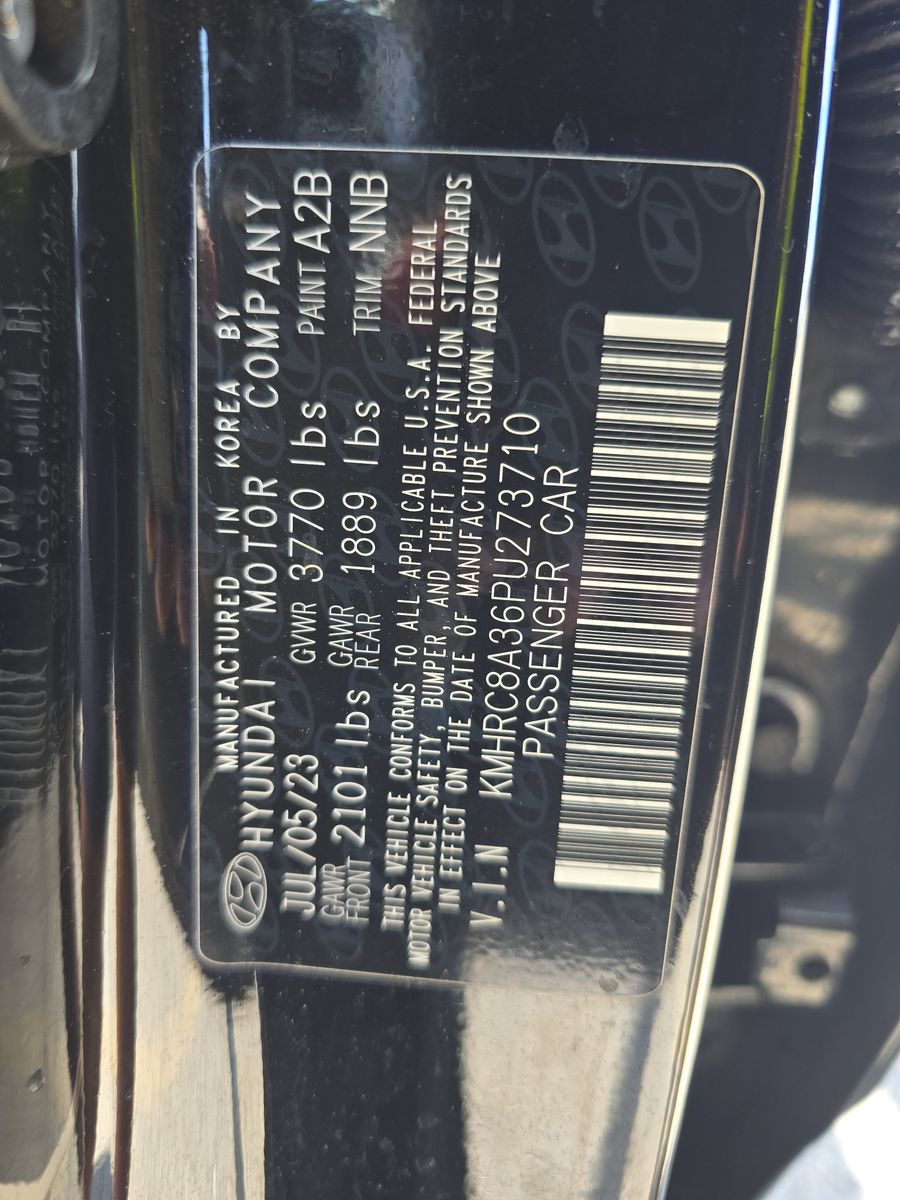 MANUFACTURED IN KOREA BY
HYUNDAI MOTOR COMPANY
JUL/05/23 GVWR 3770 lbs PAINT A2B
GAWR FRONT 2101 lbs GAWR REAR 1889 lbs TRIM NNB
THIS VEHICLE CONFORMS TO ALL APPLICABLE U.S.A. FEDERAL
MOTOR VEHICLE SAFETY, BUMPER, AND THEFT PREVENTION STANDARDS
IN EFFECT ON THE DATE OF MANUFACTURE SHOWN ABOVE
V.I.N KMHRC8A36PU273710
PASSENGER CAR